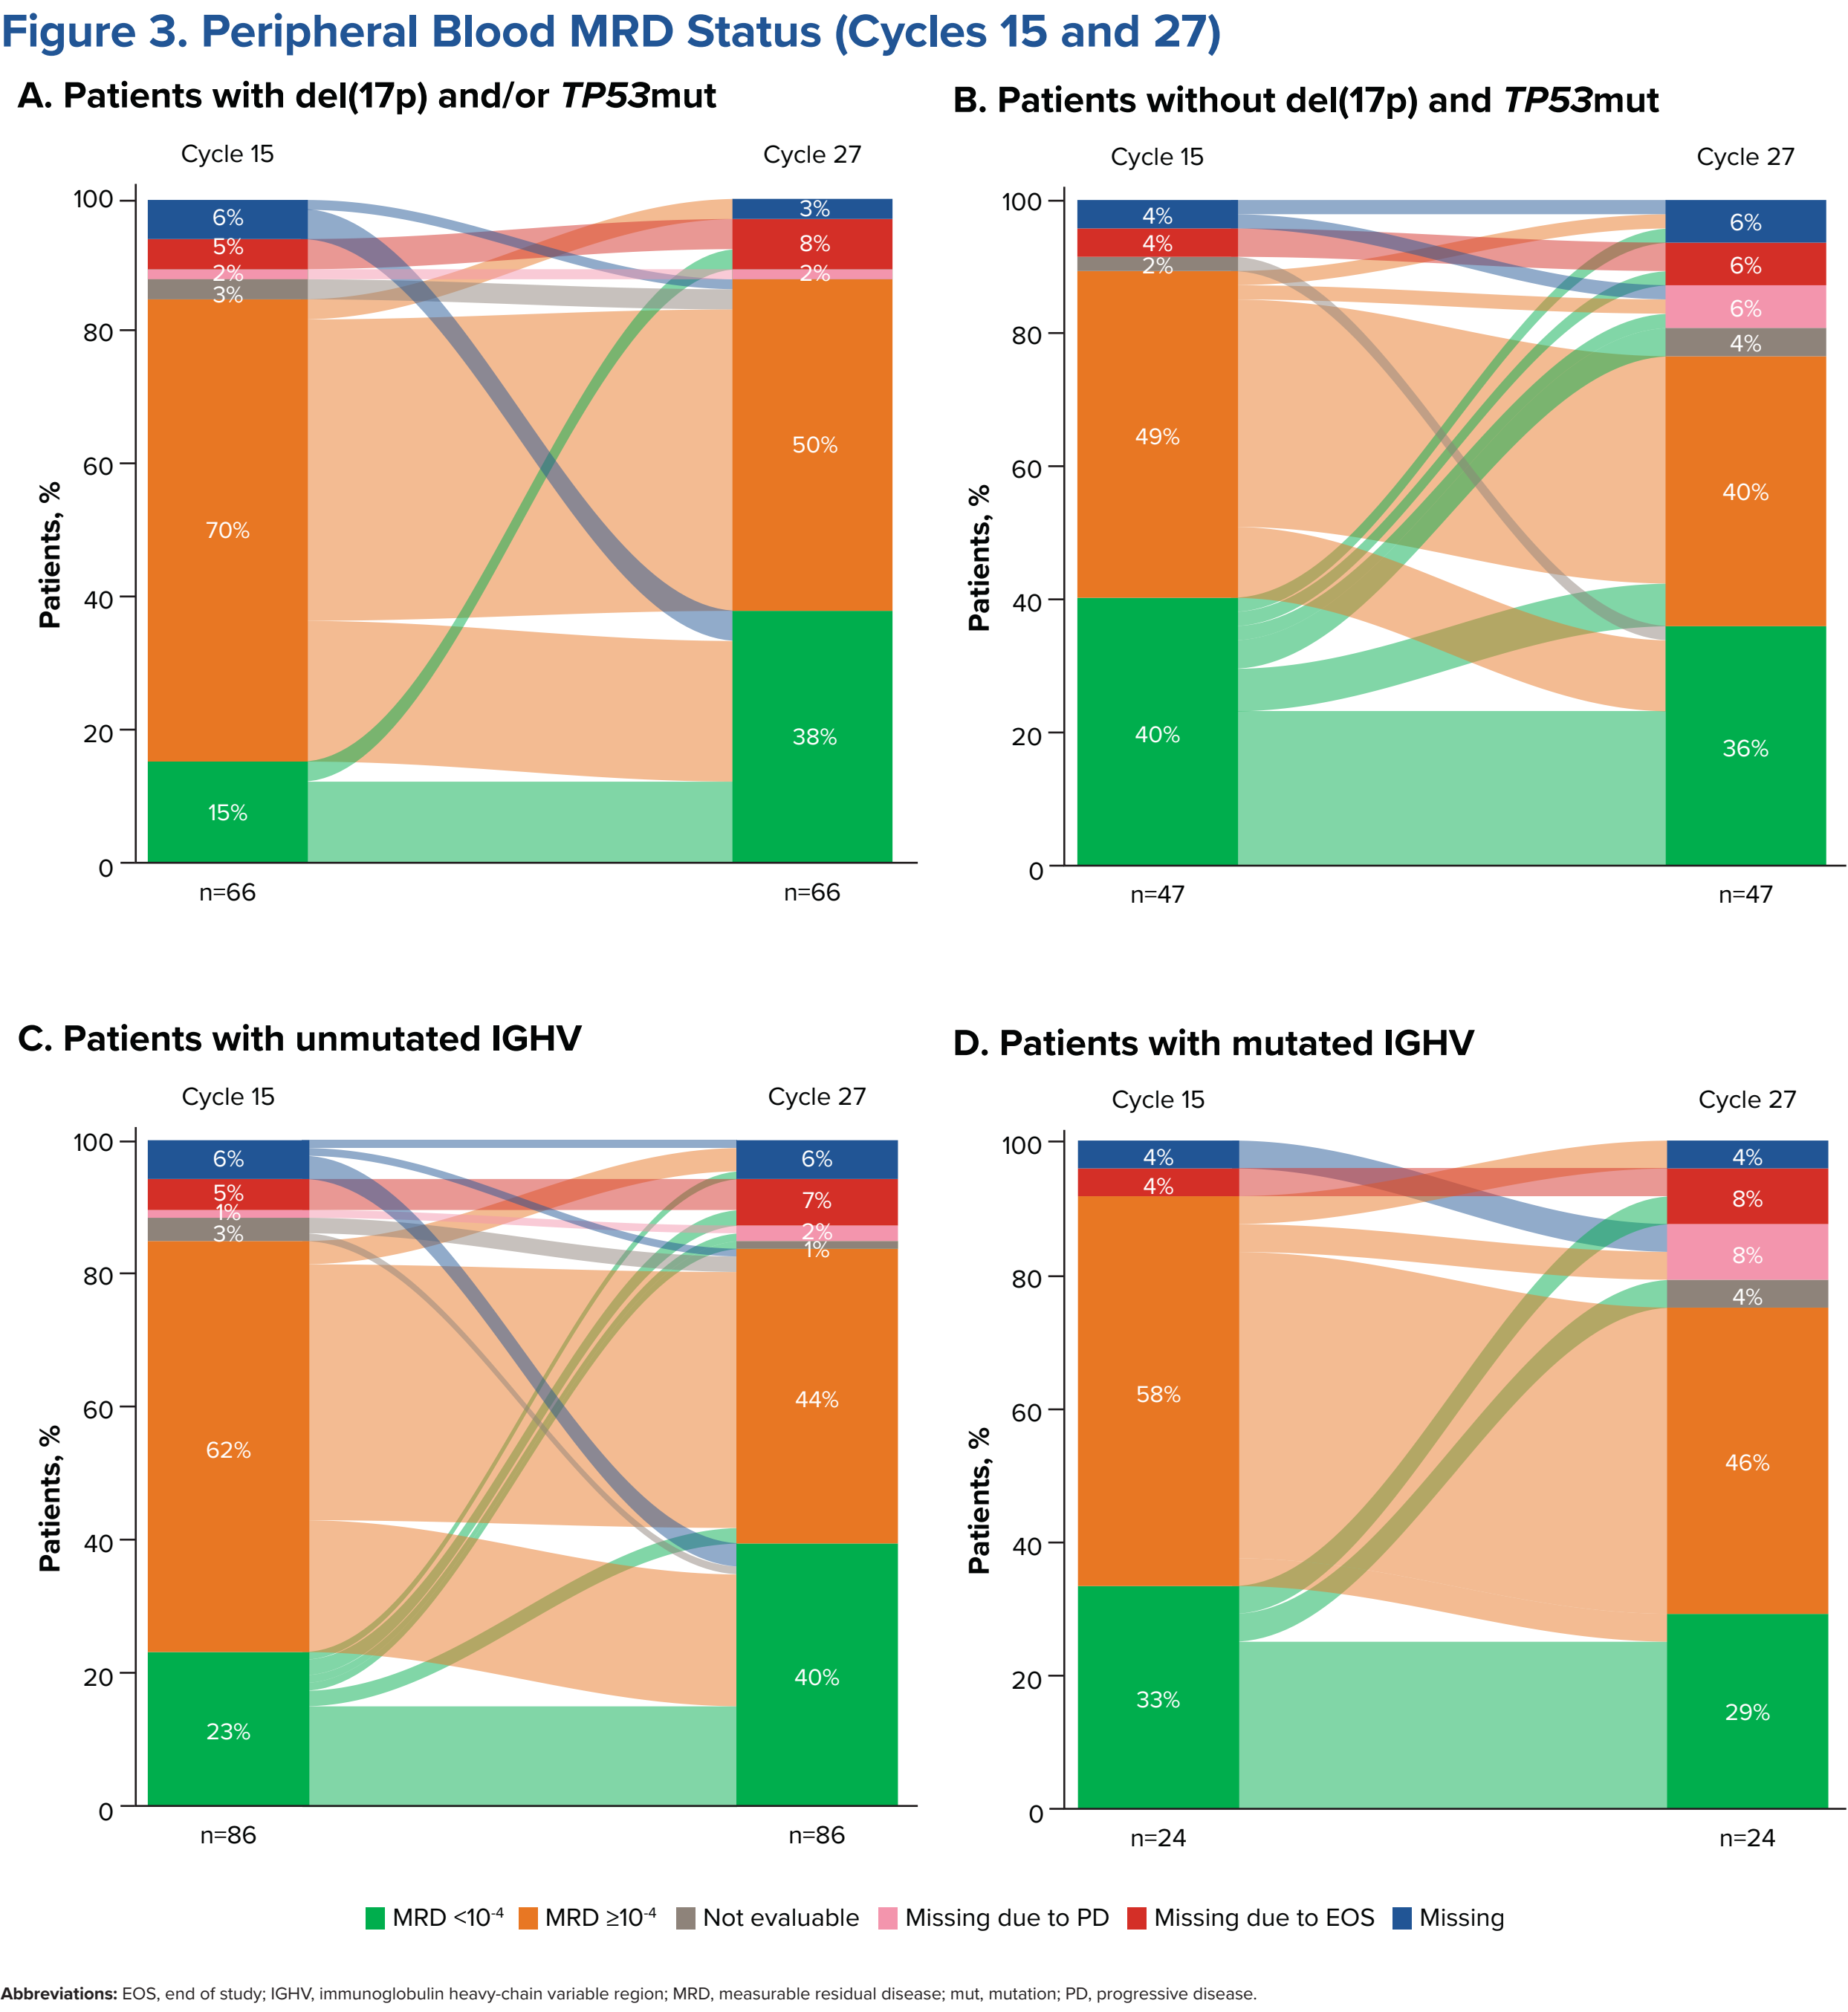 Figure 3. Peripheral Blood MRD Status (Cycles 15 and 27)
A. Patients with del(17p) and/or TP53mut
Cycle 15
Cycle 27
Patients, %
100
80
60
40
20
0
6%
5%
2%
3%
70%
15%
3%
8%
2%
50%
38%
n=66
n=66
B. Patients without del(17p) and TP53mut
Cycle 15
Cycle 27
Patients, %
100
80
60
40
20
0
4%
4%
2%
49%
40%
6%
6%
6%
4%
40%
36%
n=47
n=47
C. Patients with unmutated IGHV
Cycle 15
Cycle 27
Patients, %
100
80
60
40
20
0
6%
5%
1%
3%
62%
23%
6%
7%
2%
1%
44%
40%
n=86
n=86
D. Patients with mutated IGHV
Cycle 15
Cycle 27
Patients, %
100
80
60
40
20
0
4%
4%
58%
33%
4%
8%
8%
4%
46%
29%
n=24
n=24
MRD <10-4 MRD ≥10-4 Not evaluable Missing due to PD Missing due to EOS Missing
Abbreviations: EOS, end of study; IGHV, immunoglobulin heavy-chain variable region; MRD, measurable residual disease; mut, mutation; PD, progressive disease.